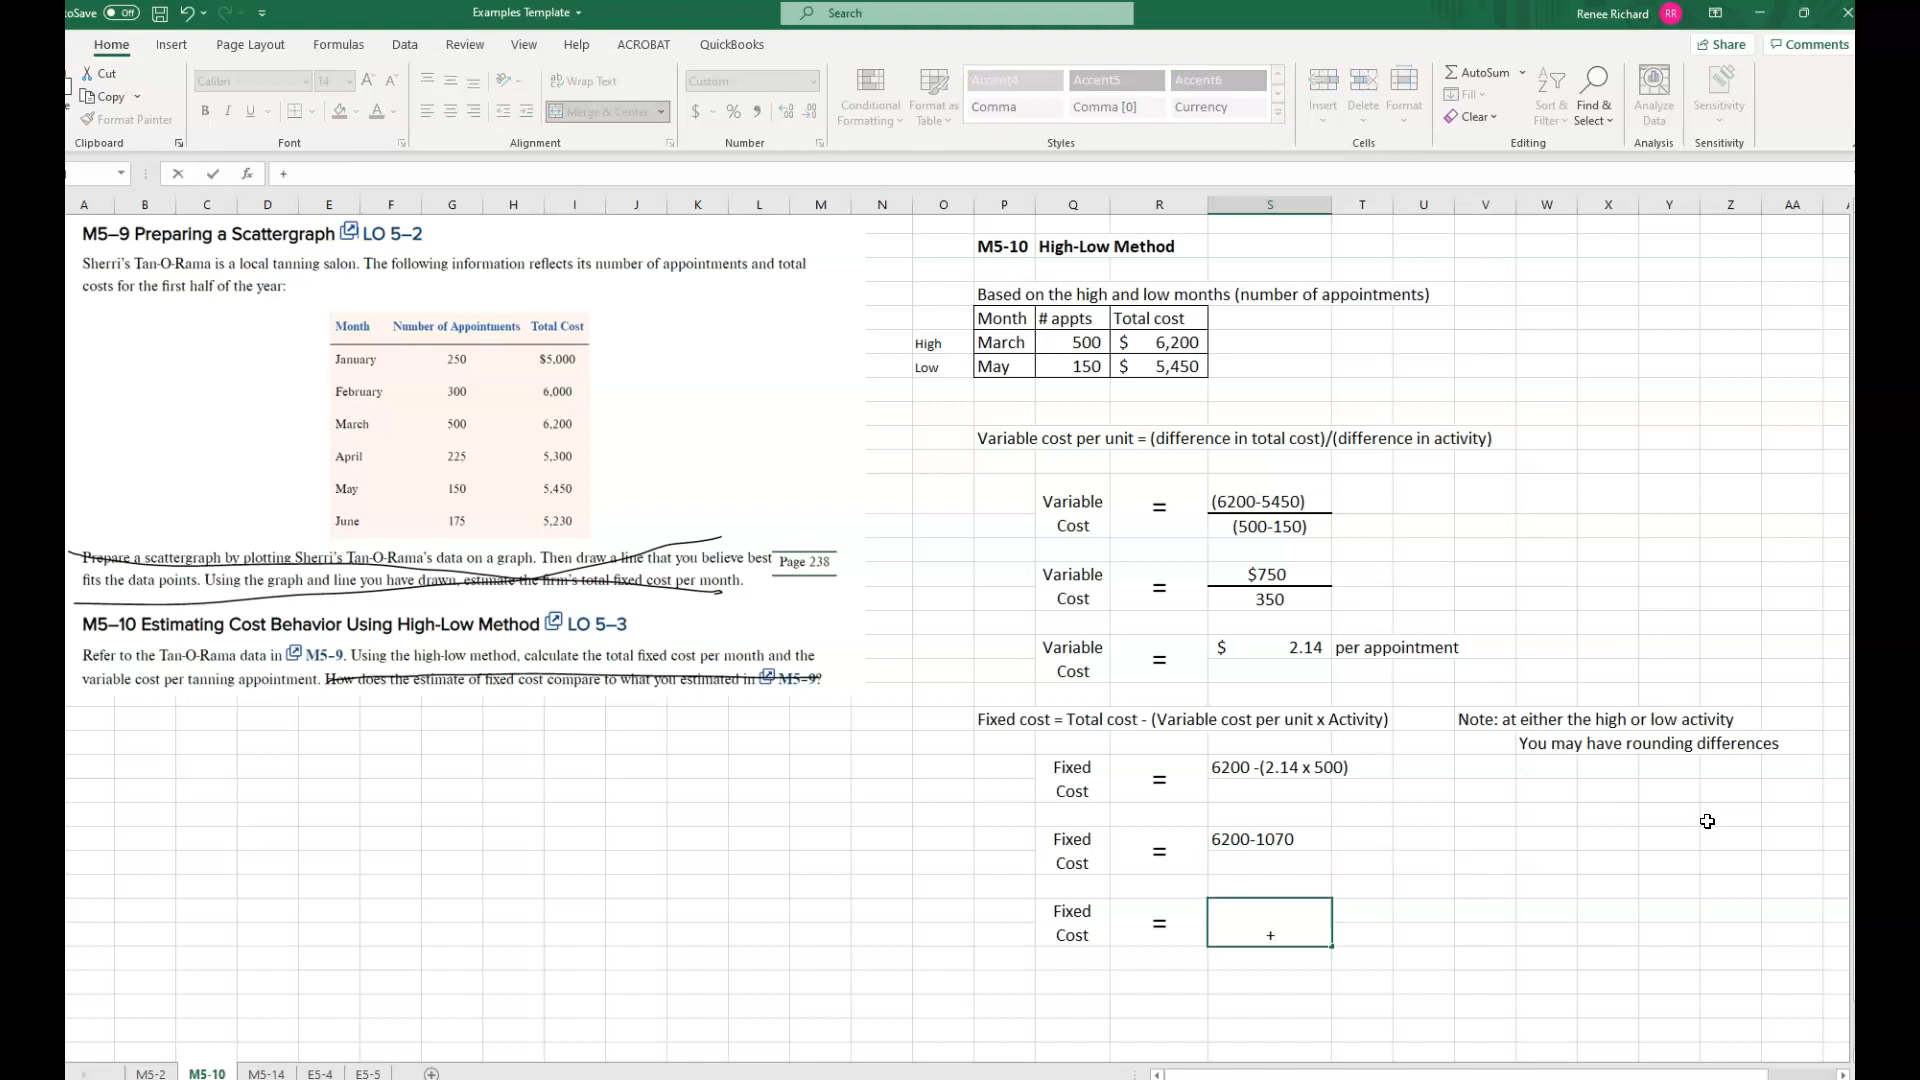 oSave Off
Examples Template
Search
Renee Richard RR
Home Insert Page Layout Formulas Data Review View Help ACROBAT QuickBooks
Share Comments
Cut
Copy
Format Painter
Clipboard
Calibri 14 A A
B I U A
Font
Wrap Text
Merge & Center
Alignment
Custom
$ %
Number
Conditional Formatting
Format as Table
Accent4 Accent5 Accent6
Comma Comma [0] Currency
Styles
Insert Delete Format
Cells
AutoSum
Fill
Clear
Sort & Filter
Find & Select
Editing
Analyze Data
Analysis
Sensitivity
Sensitivity
fx +
A B C D E F G H I J K L M N O P Q R S T U V W X Y Z AA
M5–9 Preparing a Scattergraph LO 5–2
Sherri's Tan-O-Rama is a local tanning salon. The following information reflects its number of appointments and total
costs for the first half of the year:
Month Number of Appointments Total Cost
January 250 $5,000
February 300 6,000
March 500 6,200
April 225 5,300
May 150 5,450
June 175 5,230
Prepare a scattergraph by plotting Sherri's Tan-O-Rama's data on a graph. Then draw a line that you believe best
Page 238
fits the data points. Using the graph and line you have drawn, estimate the firm's total fixed cost per month.
M5–10 Estimating Cost Behavior Using High-Low Method LO 5–3
Refer to the Tan-O-Rama data in M5–9. Using the high-low method, calculate the total fixed cost per month and the
variable cost per tanning appointment. How does the estimate of fixed cost compare to what you estimated in M5–9?
M5-10 High-Low Method
Based on the high and low months (number of appointments)
Month # appts Total cost
High March 500 $ 6,200
Low May 150 $ 5,450
Variable cost per unit = (difference in total cost)/(difference in activity)
Variable Cost = (6200-5450)
(500-150)
Variable Cost = $750
350
Variable Cost = $ 2.14 per appointment
Fixed cost = Total cost - (Variable cost per unit x Activity)
Note: at either the high or low activity
You may have rounding differences
Fixed Cost = 6200 -(2.14 x 500)
Fixed Cost = 6200-1070
Fixed Cost = +
M5-2 M5-10 M5-14 E5-4 E5-5